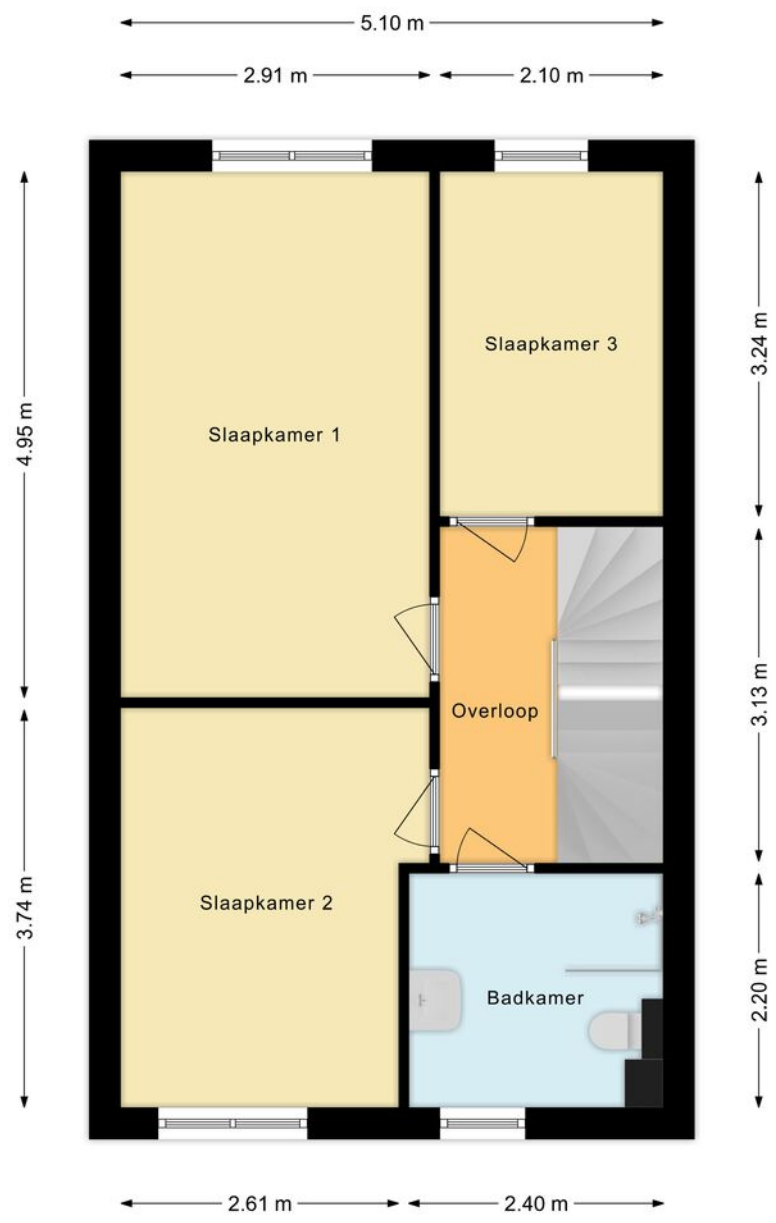 5.10 m
2.91 m
2.10 m
3.24 m
Slaapkamer 3
Slaapkamer 1
4.95 m
3.13 m
Overloop
Slaapkamer 2
3.74 m
2.20 m
Badkamer
2.61 m
2.40 m